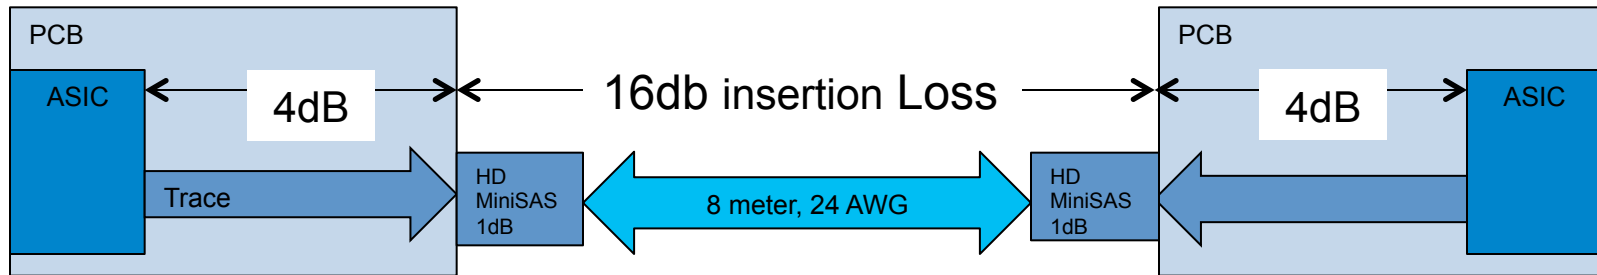 PCB
ASIC
4dB
Trace
16db insertion Loss
HD
MiniSAS
1dB
8 meter, 24 AWG
HD
MiniSAS
1dB
PCB
4dB
ASIC